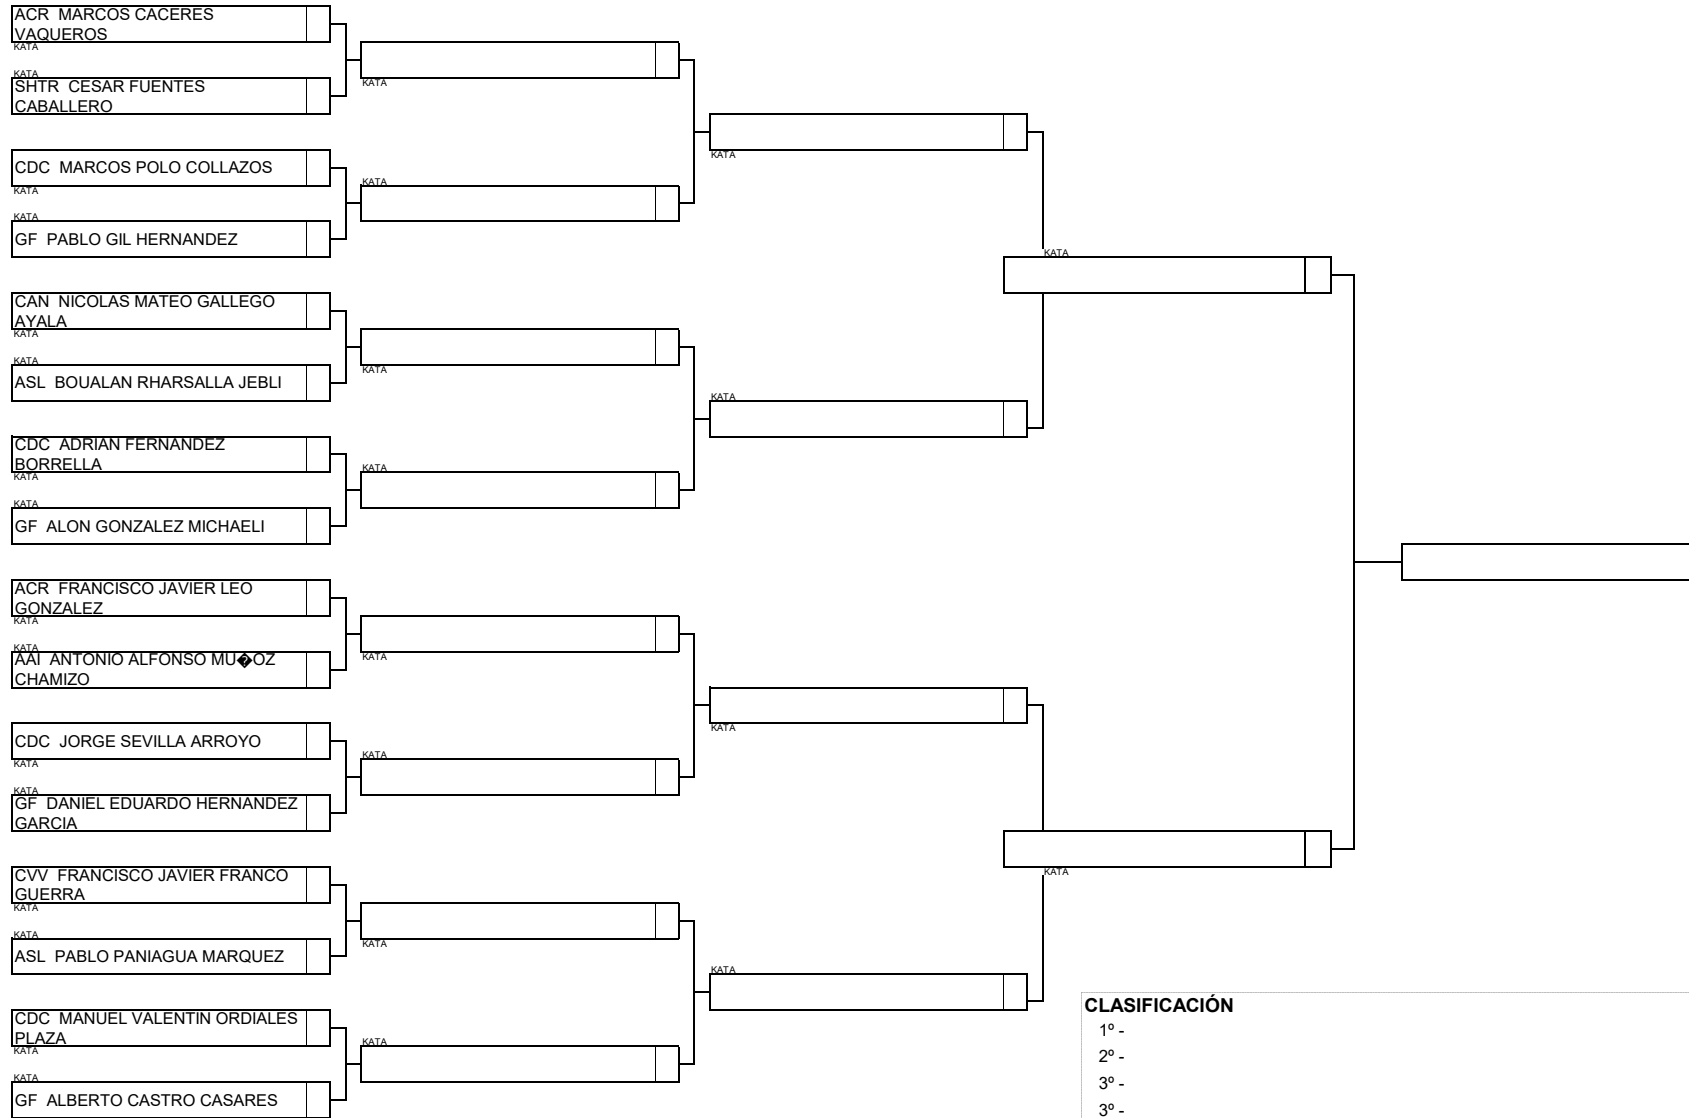 ACR MARCOS CACERES
VAQUEROS
KATA
KATA
SHTR CESAR FUENTES
CABALLERO
KATA
CDC MARCOS POLO COLLAZOS
KATA
KATA
GF PABLO GIL HERNANDEZ
KATA
KATA
CAN NICOLAS MATEO GALLEGO
AYALA
KATA
KATA
ASL BOUALAN RHARSALLA JEBLI
KATA
CDC ADRIAN FERNANDEZ
BORRELLA
KATA
KATA
GF ALON GONZALEZ MICHAELI
KATA
KATA
KATA
ACR FRANCISCO JAVIER LEO
GONZALEZ
KATA
KATA
AAI ANTONIO ALFONSO MU�OZ
CHAMIZO
KATA
CDC JORGE SEVILLA ARROYO
KATA
KATA
GF DANIEL EDUARDO HERNANDEZ
GARCIA
KATA
KATA
CVV FRANCISCO JAVIER FRANCO
GUERRA
KATA
KATA
ASL PABLO PANIAGUA MARQUEZ
KATA
CDC MANUEL VALENTIN ORDIALES
PLAZA
KATA
KATA
GF ALBERTO CASTRO CASARES
KATA
KATA
KATA
CLASIFICACIÓN
1º -
2º -
3º -
3º -